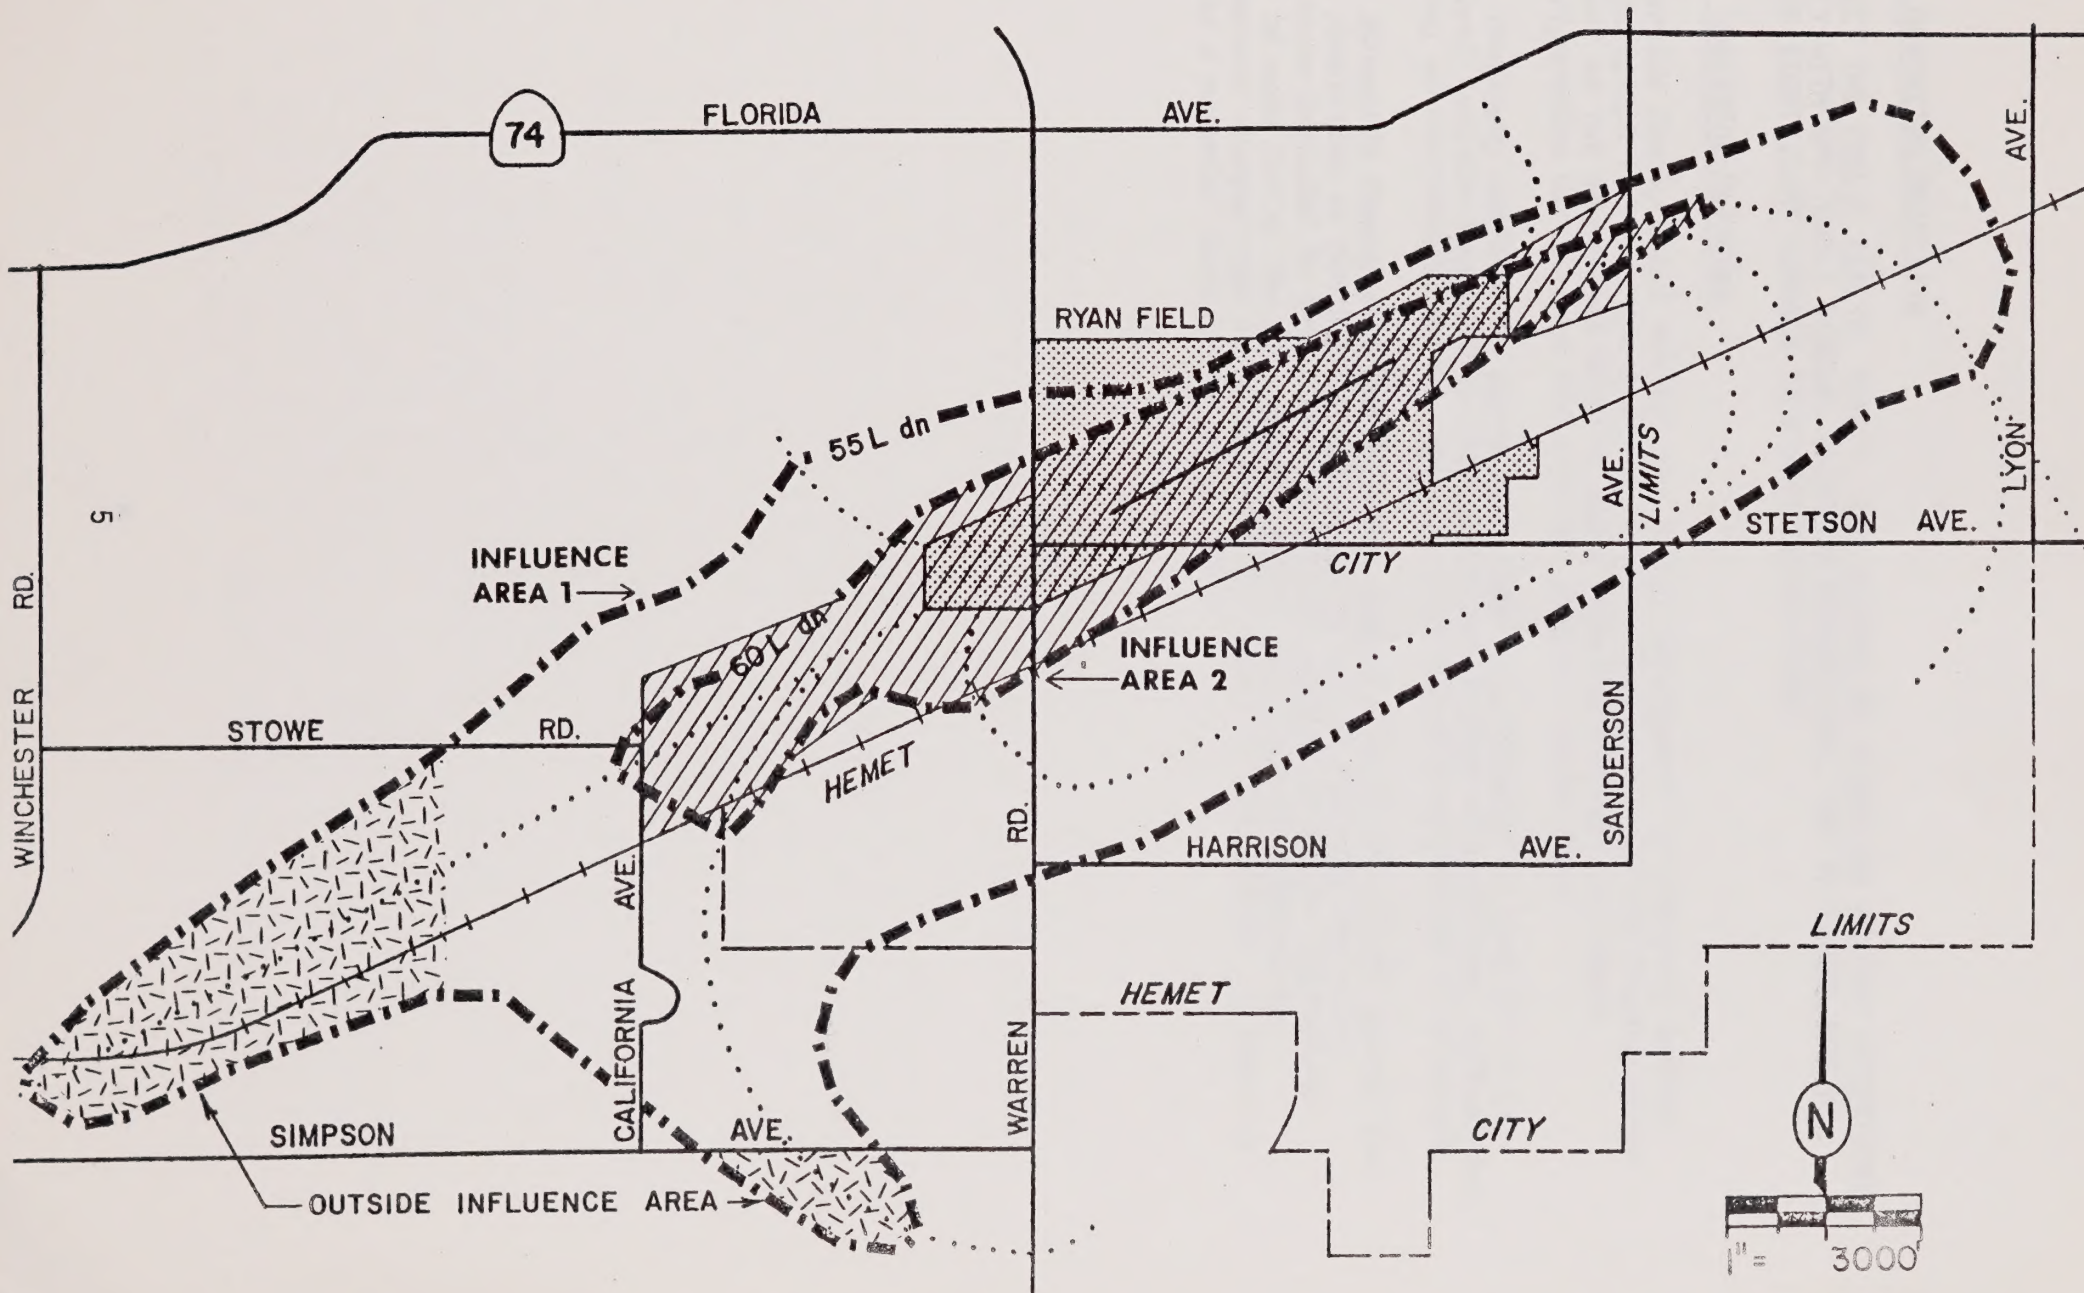 FLORIDA AVE.
74
AVE.
RYAN FIELD
55 L dn
LYON
AVE.
LIMITS
5
STETSON AVE.
INFLUENCE
AREA 1
CITY
WINCHESTER RD.
60 L dn
INFLUENCE
AREA 2
STOWE RD.
HEMET
SANDERSON
RD.
HARRISON AVE.
AVE.
LIMITS
HEMET
CALIFORNIA
WARREN
SIMPSON AVE.
CITY
N
OUTSIDE INFLUENCE AREA
1"= 3000'